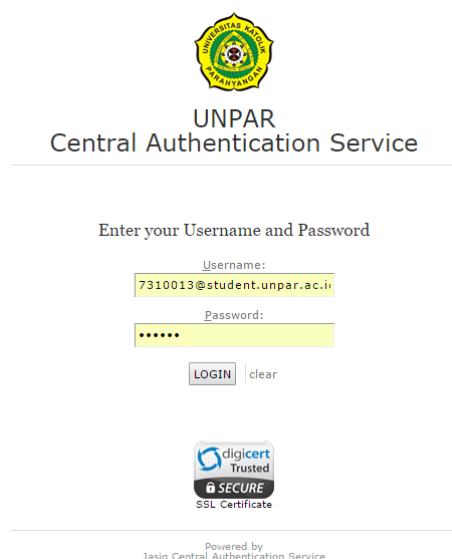 UNIVERSITAS KATOLIK
PARAHYANGAN
UNPAR
Central Authentication Service
Enter your Username and Password
Username:
7310013@student.unpar.ac.i
Password:
••••••
LOGIN clear
digicert
Trusted
SECURE
SSL Certificate
Powered by
Jasig Central Authentication Service